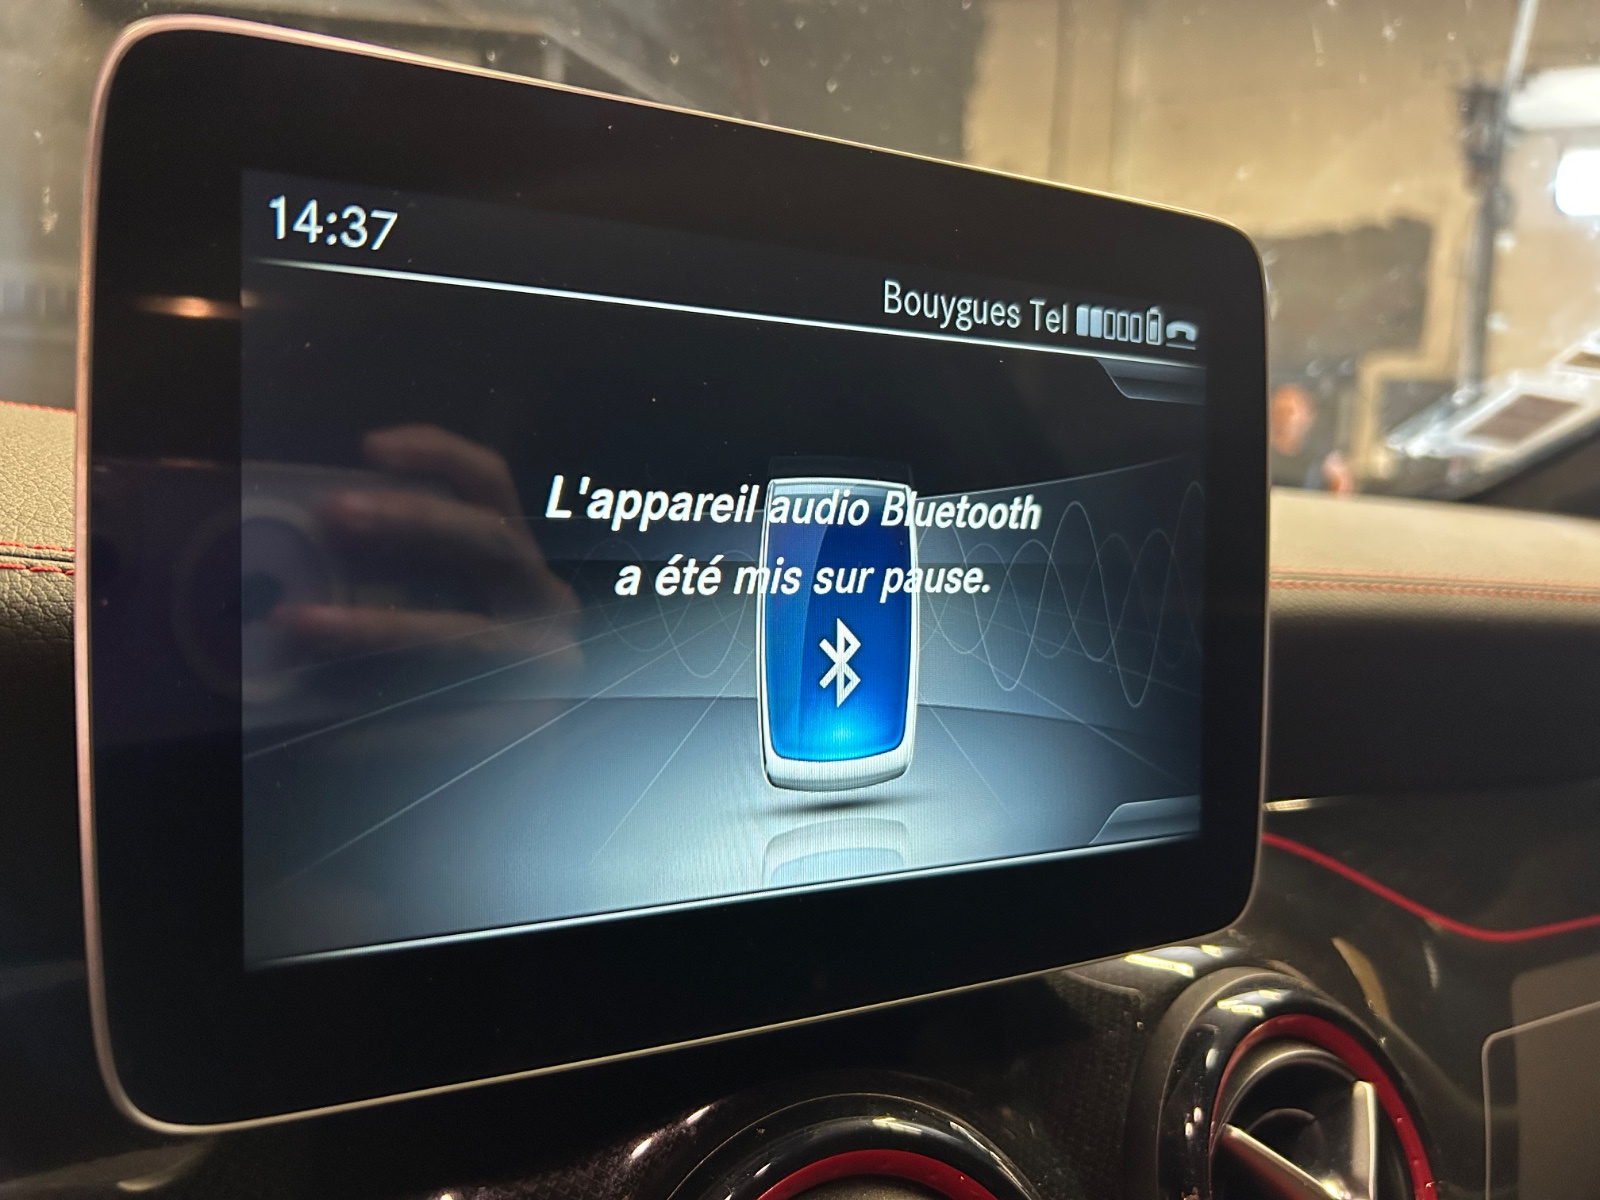 14:37
Bouygues Tel
L'appareil audio Bluetooth
a été mis sur pause.